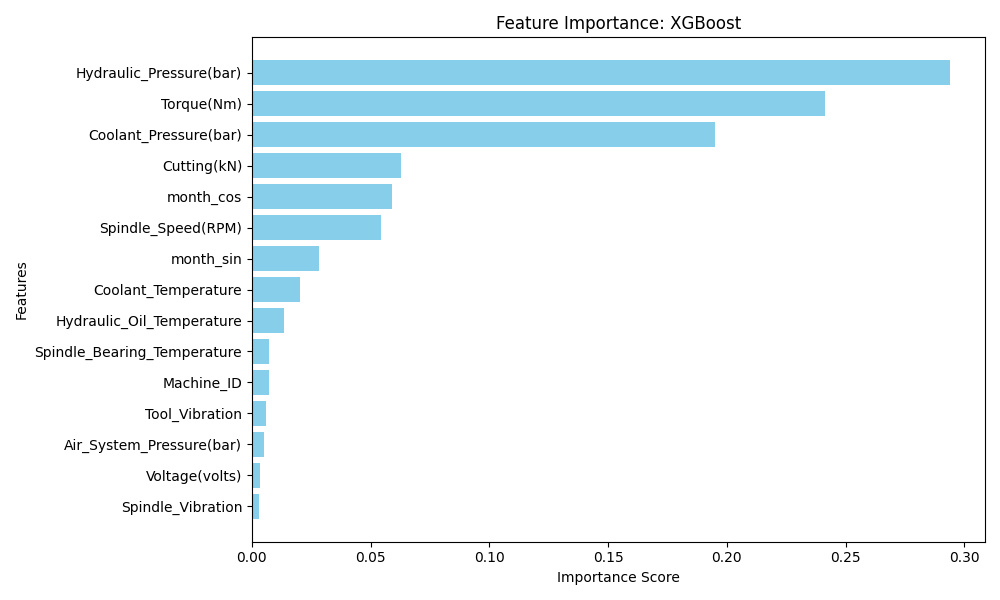 Feature Importance: XGBoost
Hydraulic_Pressure(bar)
Torque(Nm)
Coolant_Pressure(bar)
Cutting(kN)
month_cos
Spindle_Speed(RPM)
month_sin
Coolant_Temperature
Hydraulic_Oil_Temperature
Spindle_Bearing_Temperature
Machine_ID
Tool_Vibration
Air_System_Pressure(bar)
Voltage(volts)
Spindle_Vibration
Features
0.00 0.05 0.10 0.15 0.20 0.25 0.30
Importance Score